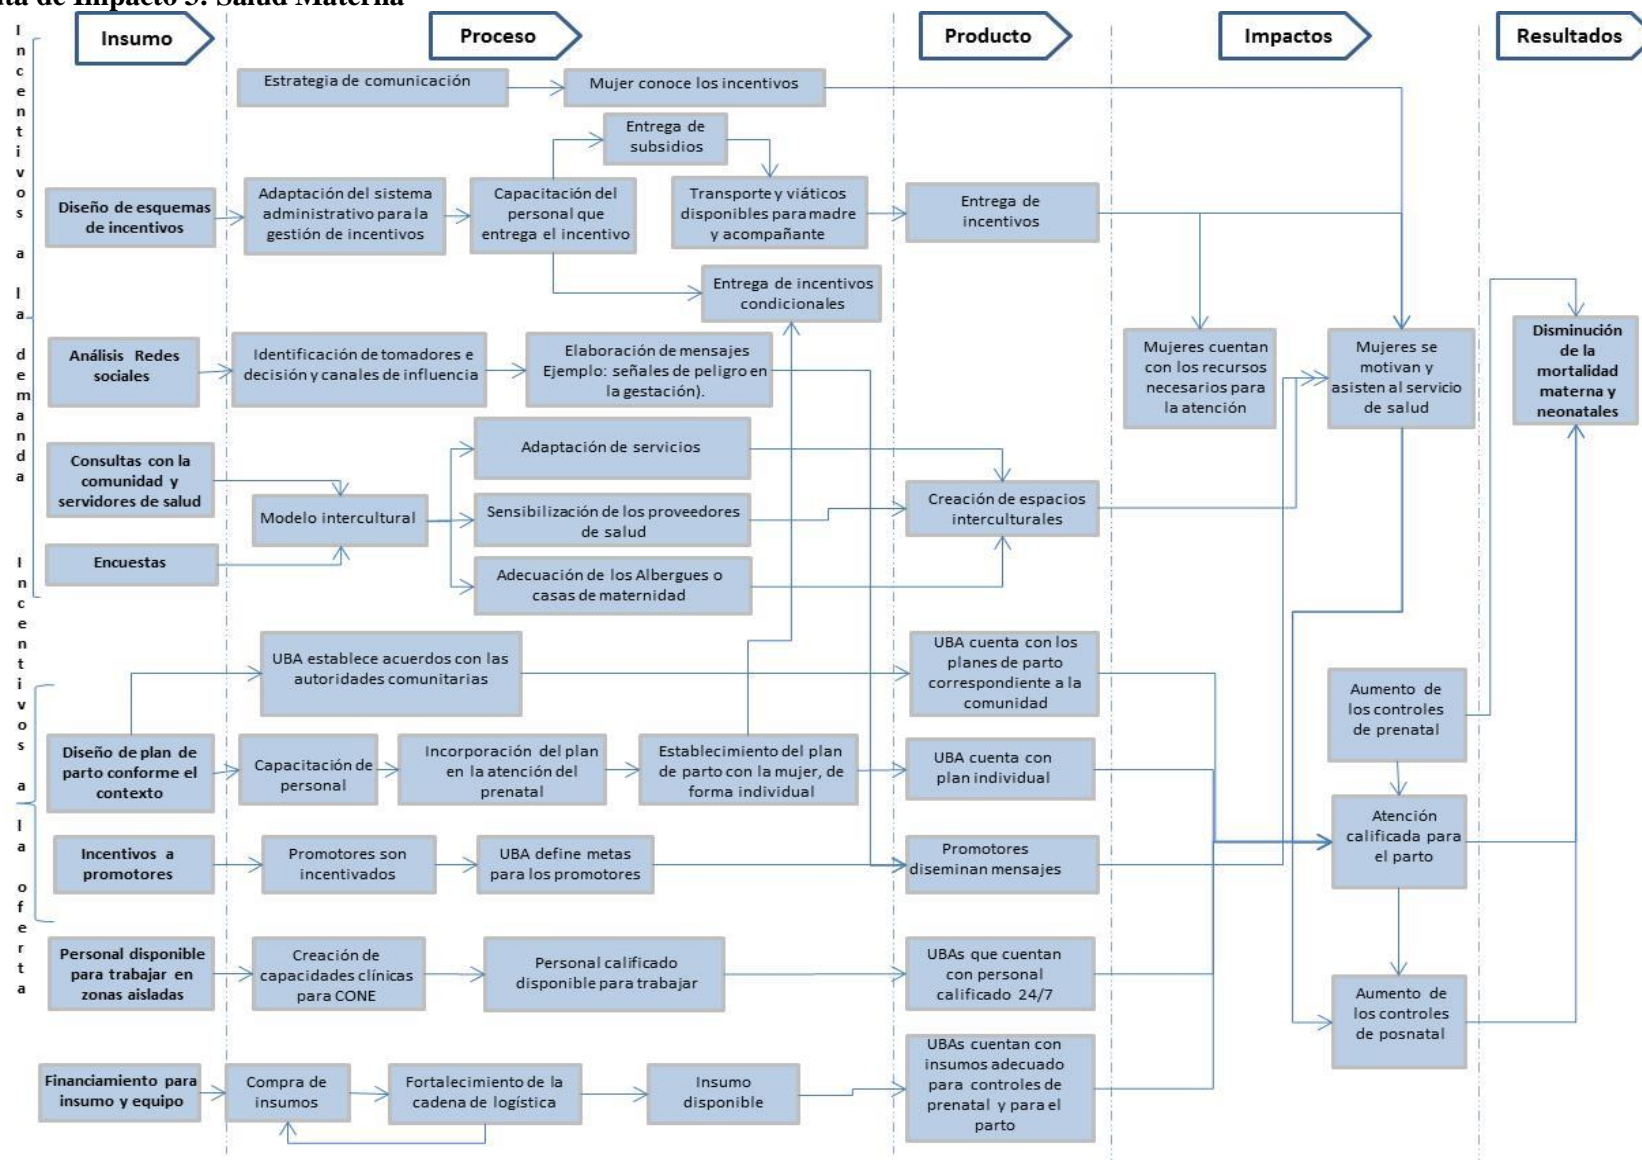 ta de Impacto 3: Salud Materna
Insumo
Proceso
Producto
Impactos
Resultados
Incentivos a la demanda
Incentivos a la oferta
Estrategia de comunicación
Mujer conoce los incentivos
Entrega de
subsidios
Diseño de esquemas
de incentivos
Adaptación del sistema
administrativo para la
gestión de incentivos
Capacitación del
personal que
entrega el incentivo
Transporte y viáticos
disponibles para madre
y acompañante
Entrega de
incentivos
Entrega de incentivos
condicionales
Análisis Redes
sociales
Identificación de tomadores e
decisión y canales de influencia
Elaboración de mensajes
Ejemplo: señales de peligro en
la gestación).
Mujeres cuentan
con los recursos
necesarios para
la atención
Mujeres se
motivan y
asisten al servicio
de salud
Disminución
de la
mortalidad
materna y
neonatales
Consultas con la
comunidad y
servidores de salud
Encuestas
Modelo intercultural
Adaptación de servicios
Sensibilización de los proveedores
de salud
Adecuación de los Albergues o
casas de maternidad
Creación de espacios
interculturales
UBA establece acuerdos con las
autoridades comunitarias
UBA cuenta con los
planes de parto
correspondiente a la
comunidad
Aumento de
los controles
de prenatal
Diseño de plan de
parto conforme el
contexto
Capacitación de
personal
Incorporación del plan
en la atención del
prenatal
Establecimiento del plan
de parto con la mujer, de
forma individual
UBA cuenta con
plan individual
Atención
calificada para
el parto
Incentivos a
promotores
Promotores son
incentivados
UBA define metas
para los promotores
Promotores
diseminan mensajes
Personal disponible
para trabajar en
zonas aisladas
Creación de
capacidades clínicas
para CONE
Personal calificado
disponible para trabajar
UBAs que cuentan
con personal
calificado 24/7
Aumento de
los controles
de posnatal
Financiamiento para
insumo y equipo
Compra de
insumos
Fortalecimiento de la
cadena de logística
Insumo
disponible
UBAs cuentan con
insumos adecuado
para controles de
prenatal y para el
parto